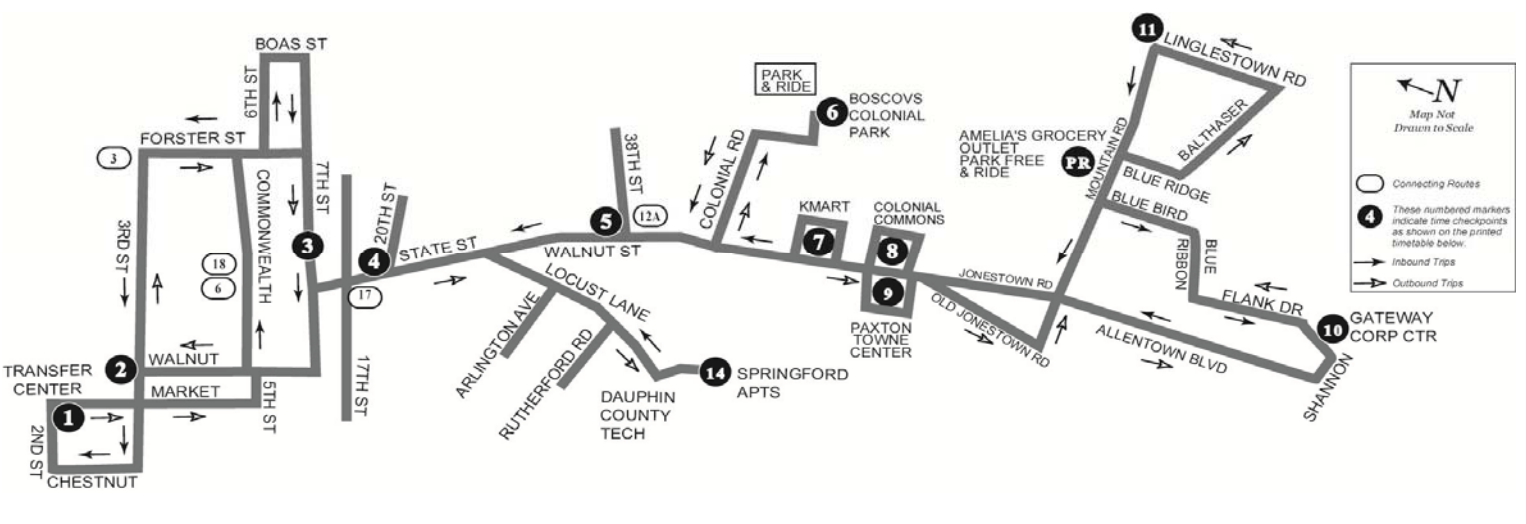 BOAS ST
6TH ST
FORSTER ST
3
3RD ST
COMMONWEALTH
7TH ST
3
18
6
2
WALNUT
TRANSFER
CENTER
MARKET
1
5TH ST
2ND ST
CHESTNUT
17TH ST
4
20TH ST
17
STATE ST
5
38TH ST
12A
WALNUT ST
LOCUST LANE
ARLINGTON AVE
RUTHERFORD RD
14
SPRINGFORD
APTS
DAUPHIN
COUNTY
TECH
PARK
& RIDE
6
BOSCOVS
COLONIAL
PARK
COLONIAL RD
KMART
7
COLONIAL
COMMONS
8
9
PAXTON
TOWNE
CENTER
JONESTOWN RD
OLD JONESTOWN RD
11
LINGLESTOWN RD
AMELIA'S GROCERY
OUTLET
PARK FREE
& RIDE
PR
MOUNTAIN RD
BALTHASER
BLUE RIDGE
BLUE BIRD
BLUE
RIBBON
FLANK DR
10
GATEWAY
CORP CTR
SHANNON
ALLENTOWN BLVD
N
Map Not
Drawn to Scale
Connecting Routes
4
These numbered markers
indicate time checkpoints
as shown on the printed
timetable below.
Inbound Trips
Outbound Trips